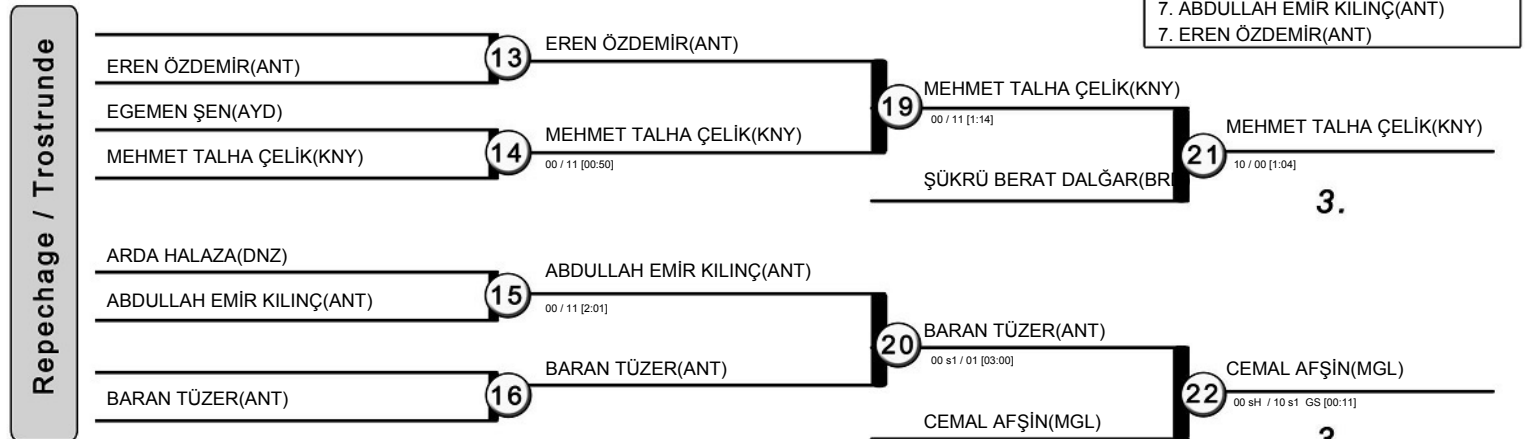 7. ABDULLAH EMİR KILINÇ(ANT)
7. EREN ÖZDEMİR(ANT)
Repechage / Trostrunde
EREN ÖZDEMİR(ANT)
13
EREN ÖZDEMİR(ANT)
EGEMEN ŞEN(AYD)
MEHMET TALHA ÇELİK(KNY)
14
MEHMET TALHA ÇELİK(KNY)
00 / 11 [00:50]
19
MEHMET TALHA ÇELİK(KNY)
00 / 11 [1:14]
ŞÜKRÜ BERAT DALĞAR(BR
21
MEHMET TALHA ÇELİK(KNY)
10 / 00 [1:04]
3.
ARDA HALAZA(DNZ)
ABDULLAH EMİR KILINÇ(ANT)
15
ABDULLAH EMİR KILINÇ(ANT)
00 / 11 [2:01]
BARAN TÜZER(ANT)
16
BARAN TÜZER(ANT)
20
BARAN TÜZER(ANT)
00 s1 / 01 [03:00]
CEMAL AFŞİN(MGL)
22
CEMAL AFŞİN(MGL)
00 sH / 10 s1 GS [00:11]
3